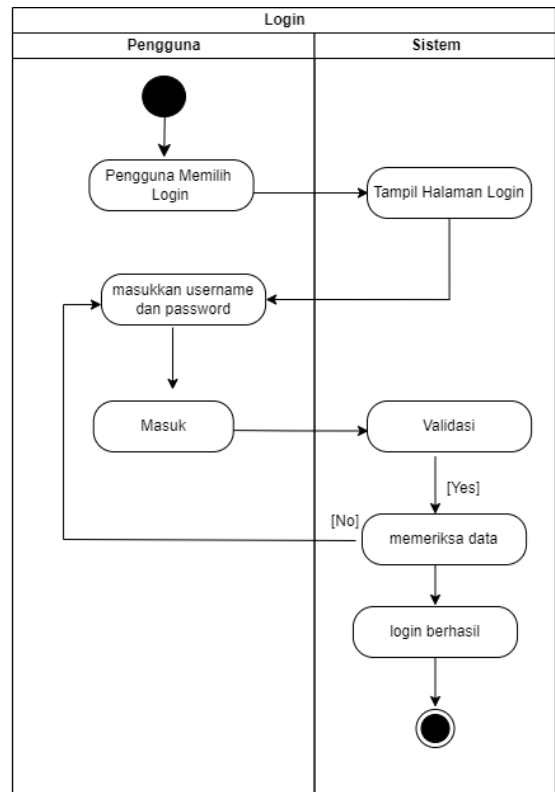 Login
Pengguna
Sistem
Pengguna Memilih
Login
Tampil Halaman Login
masukkan username
dan password
Masuk
Validasi
[Yes]
[No]
memeriksa data
login berhasil